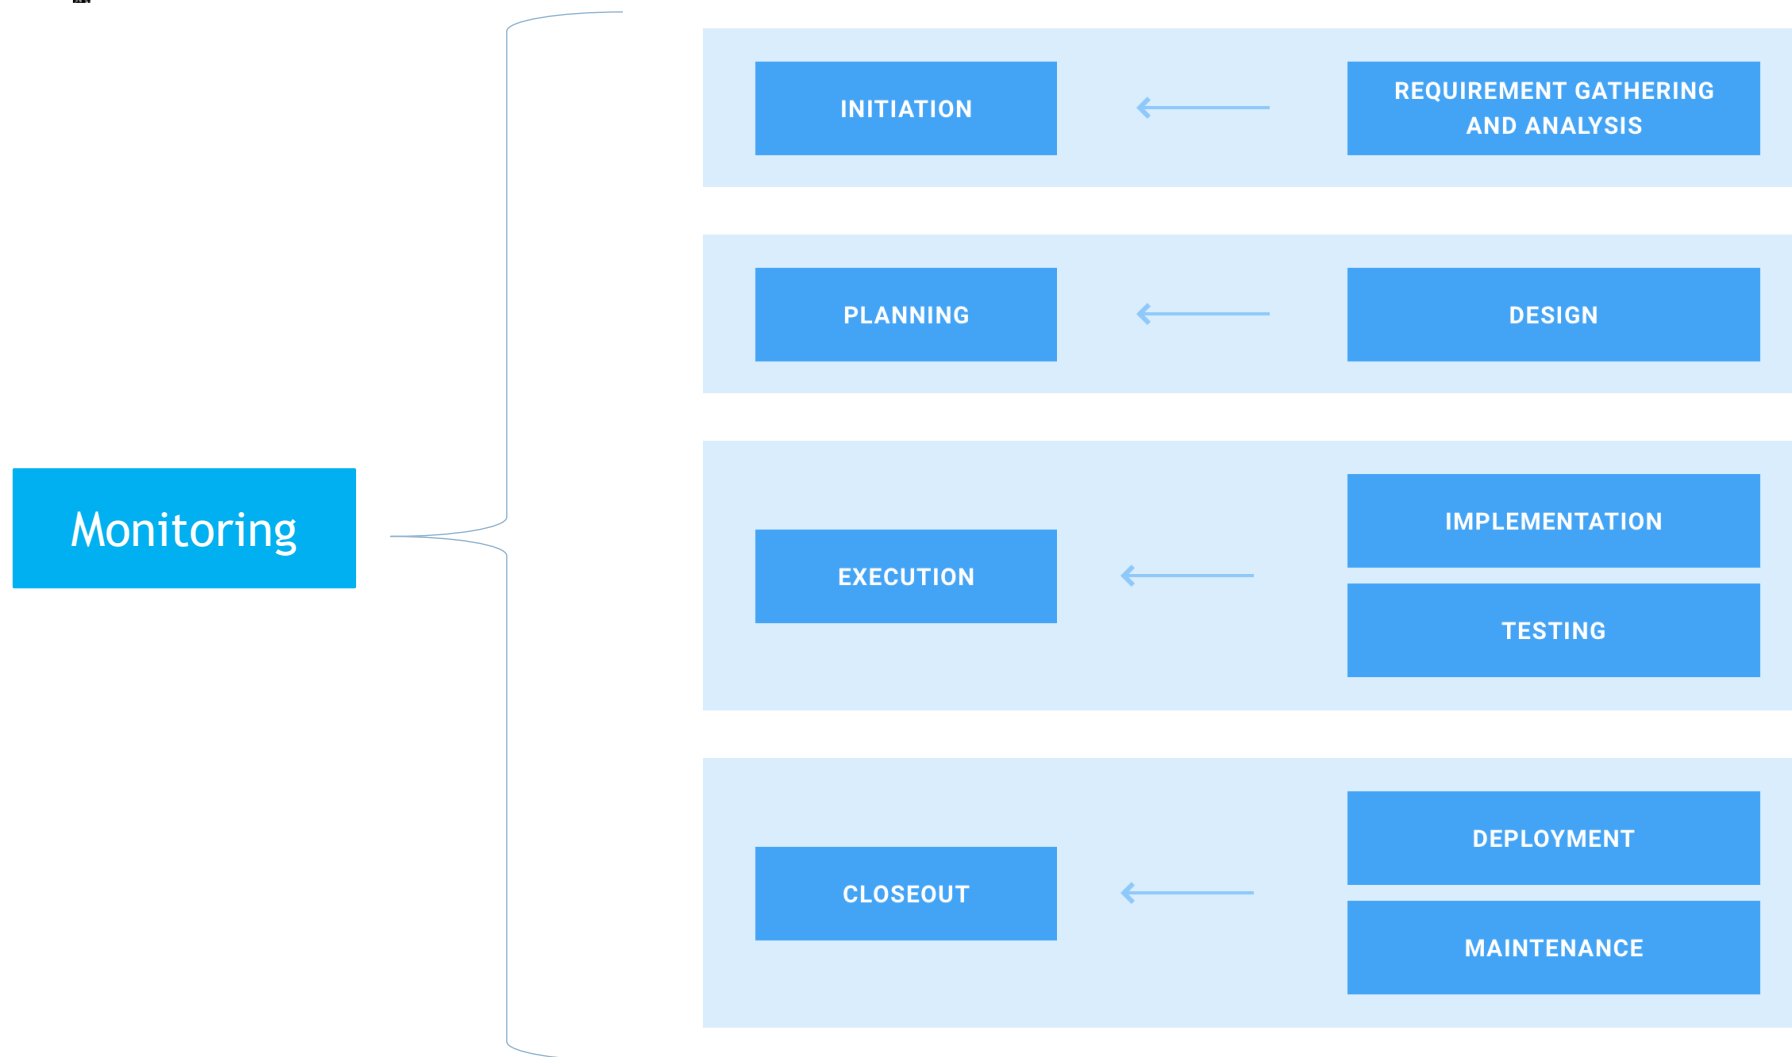 Monitoring
INITIATION
REQUIREMENT GATHERING
AND ANALYSIS
PLANNING
DESIGN
EXECUTION
IMPLEMENTATION
TESTING
CLOSEOUT
DEPLOYMENT
MAINTENANCE